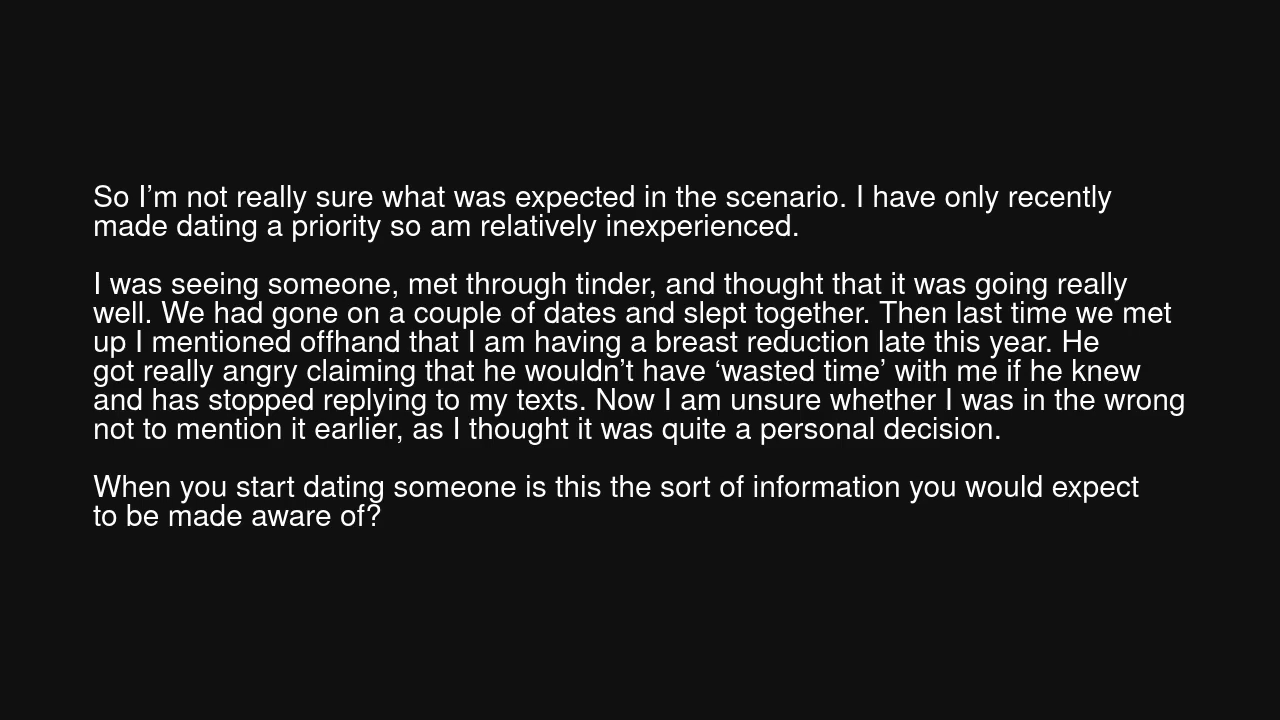 So I’m not really sure what was expected in the scenario. I have only recently
made dating a priority so am relatively inexperienced.
I was seeing someone, met through tinder, and thought that it was going really
well. We had gone on a couple of dates and slept together. Then last time we met
up I mentioned offhand that I am having a breast reduction late this year. He
got really angry claiming that he wouldn’t have ‘wasted time’ with me if he knew
and has stopped replying to my texts. Now I am unsure whether I was in the wrong
not to mention it earlier, as I thought it was quite a personal decision.
When you start dating someone is this the sort of information you would expect
to be made aware of?